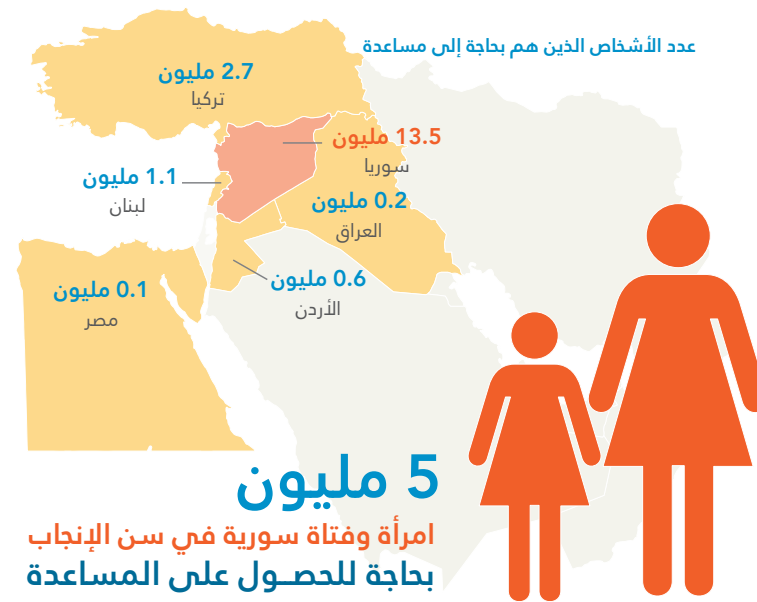 عدد الأشخاص الذين هم بحاجة إلى مساعدة
2.7 مليون
تركيا
13.5 مليون
سوريا
1.1 مليون
لبنان
0.2 مليون
العراق
0.6 مليون
الأردن
0.1 مليون
مصر
5 مليون
امرأة وفتاة سورية في سن الإنجاب
بحاجة للحصـول على المساعدة